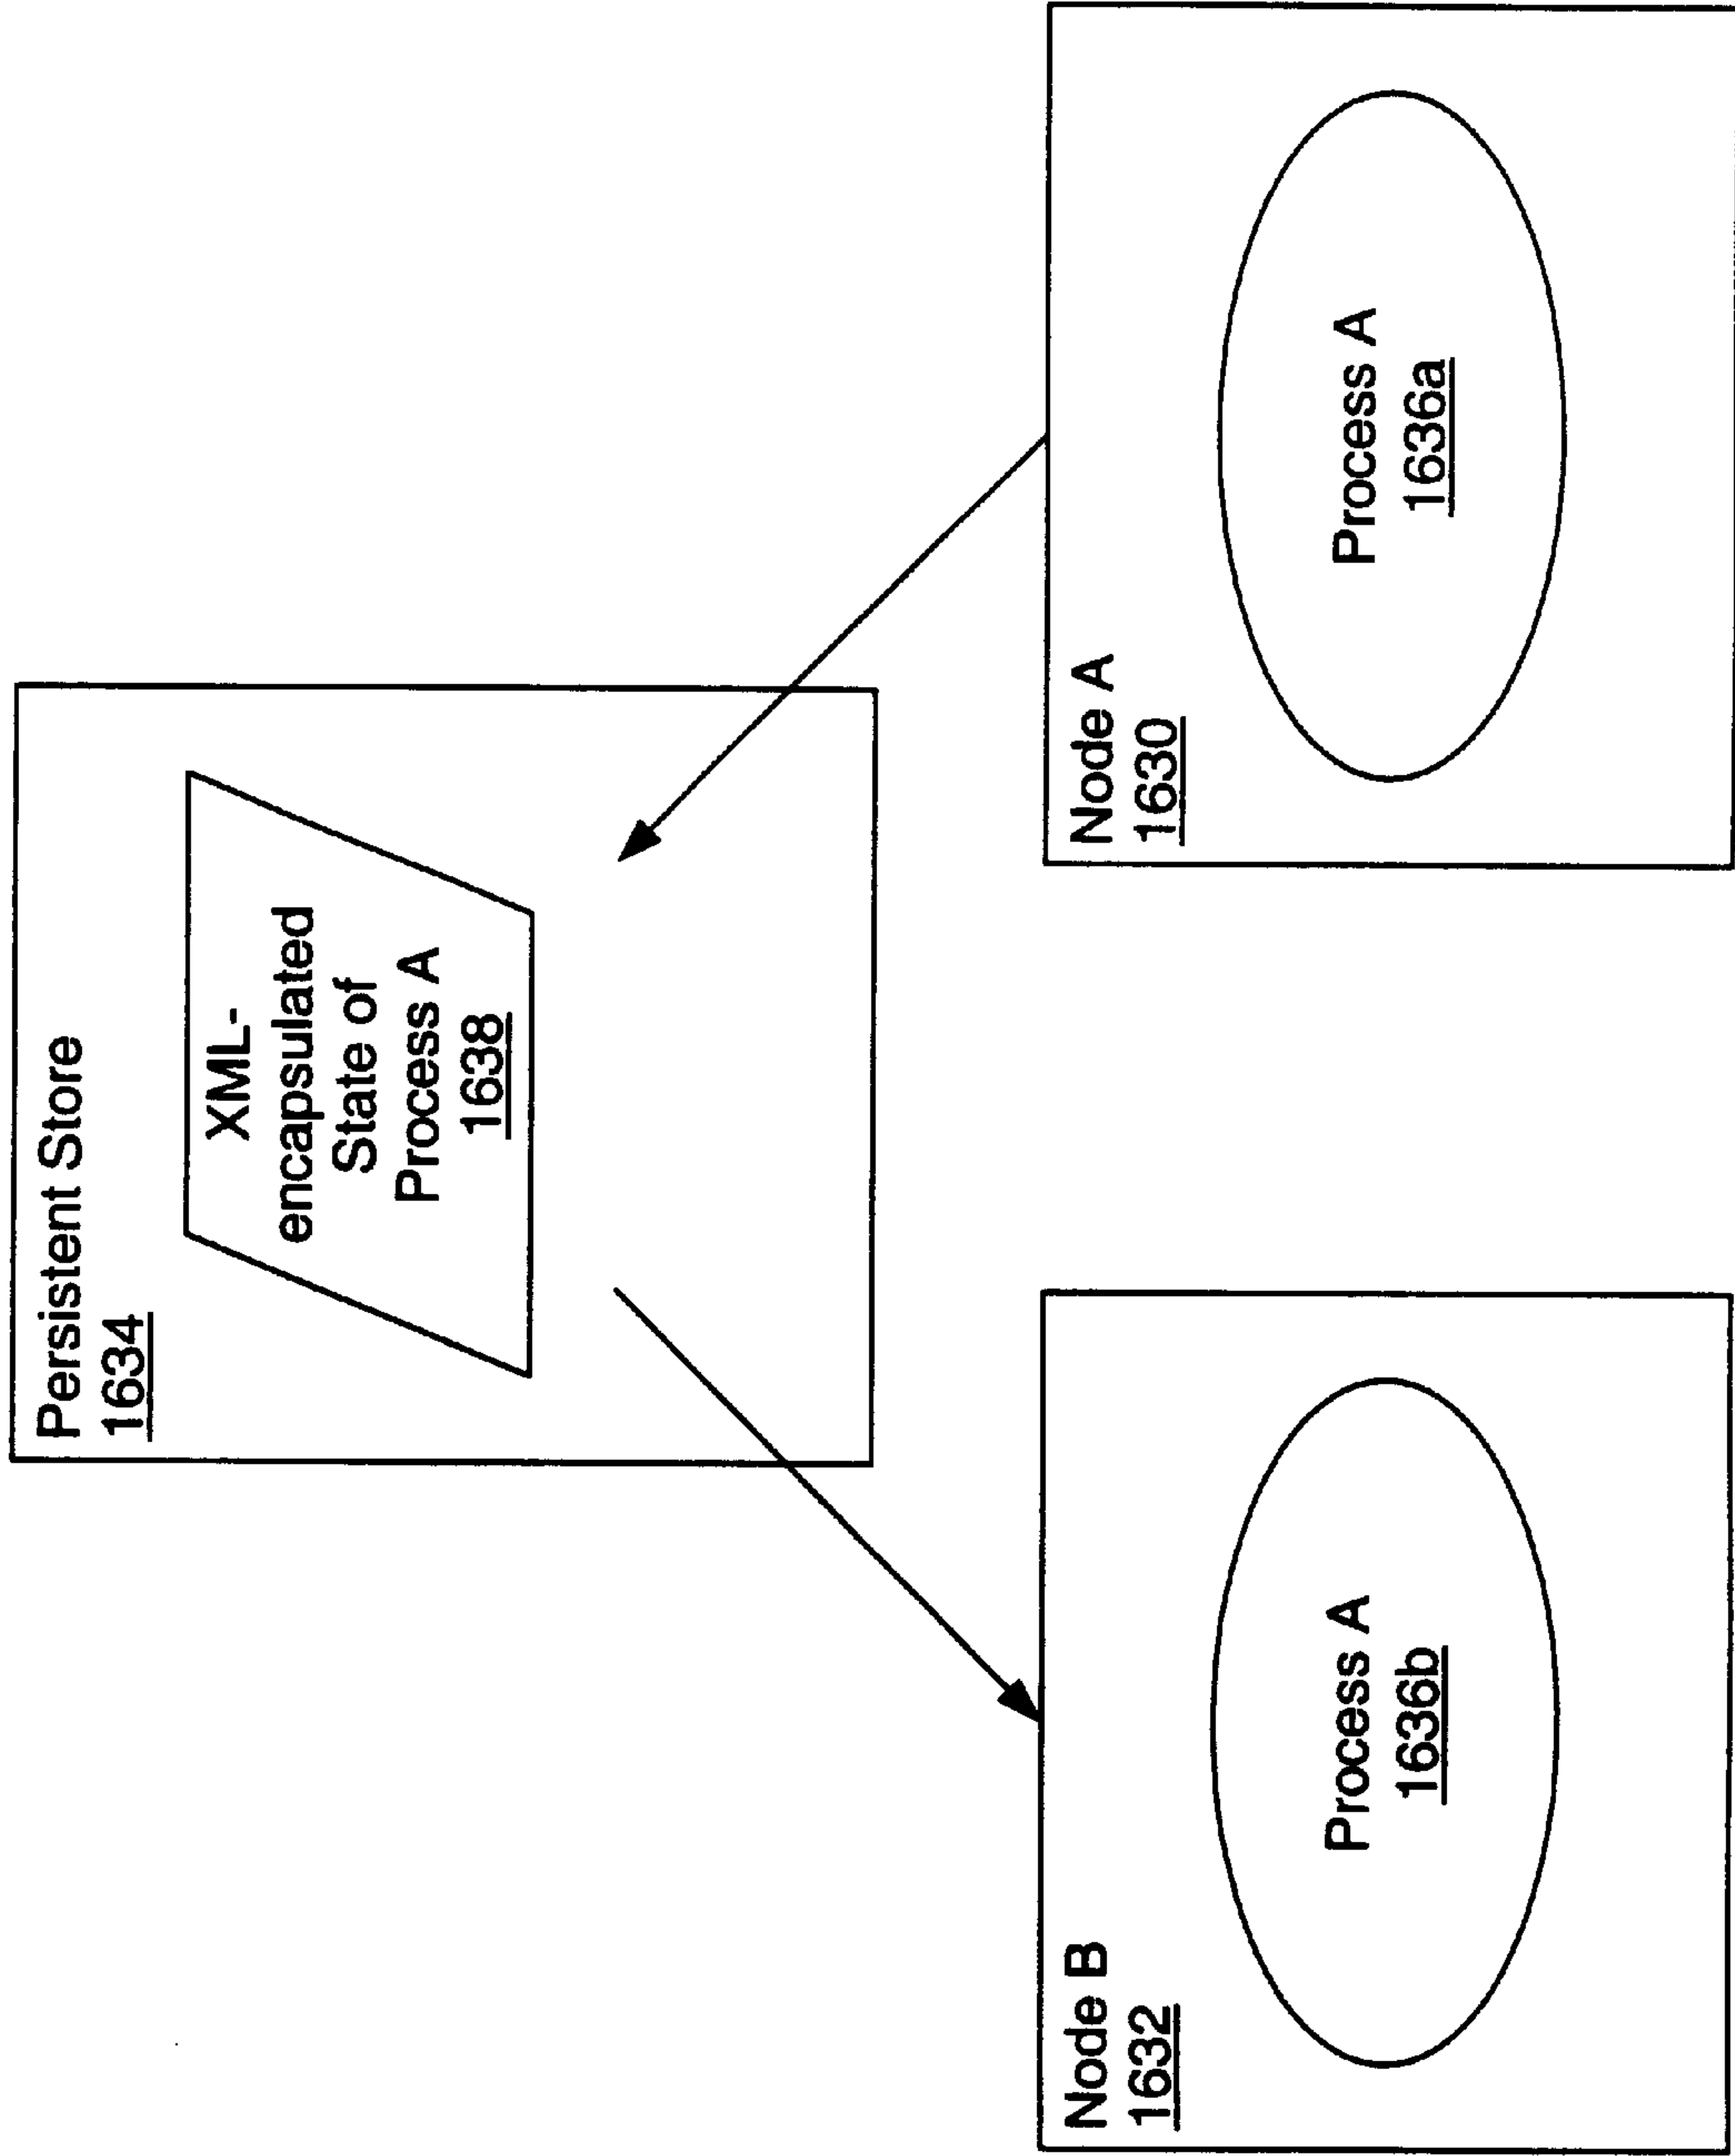 Persistent Store
1634
XML-
encapsulated
State of
Process A
1638
Node B
1632
Process A
1636b
Node A
1630
Process A
1636a